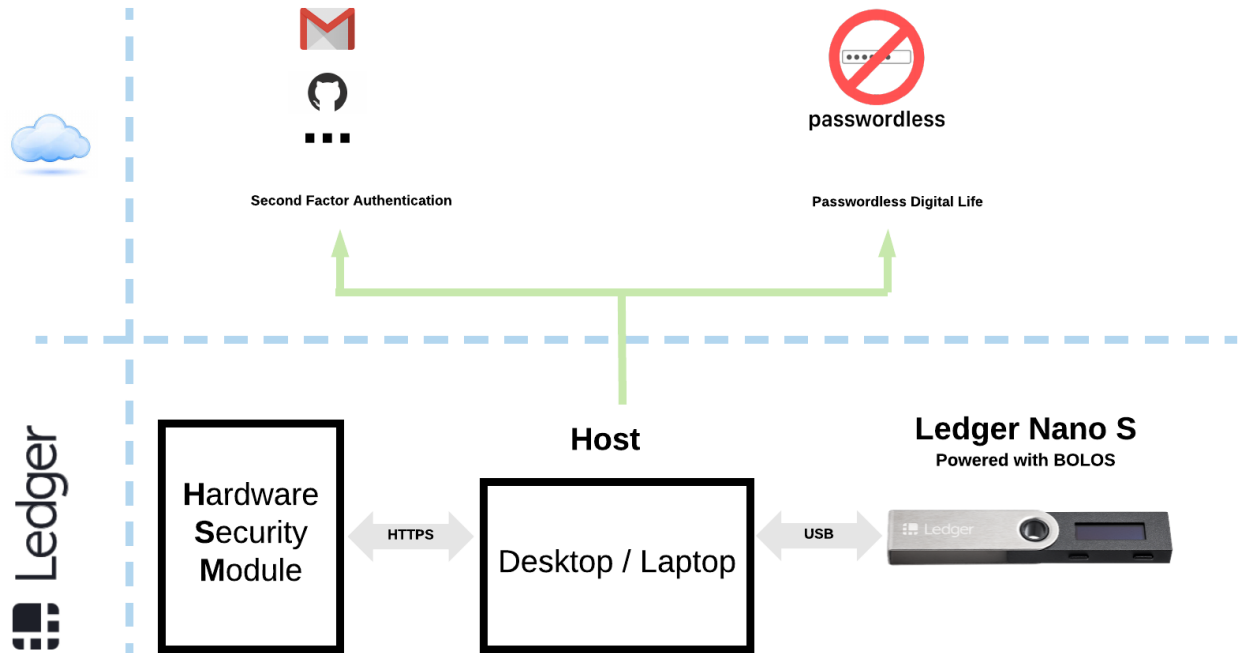 passwordless
Second Factor Authentication
Passwordless Digital Life
Ledger
Hardware
Security
Module
HTTPS
Host
Desktop / Laptop
USB
Ledger Nano S
Powered with BOLOS
Ledger